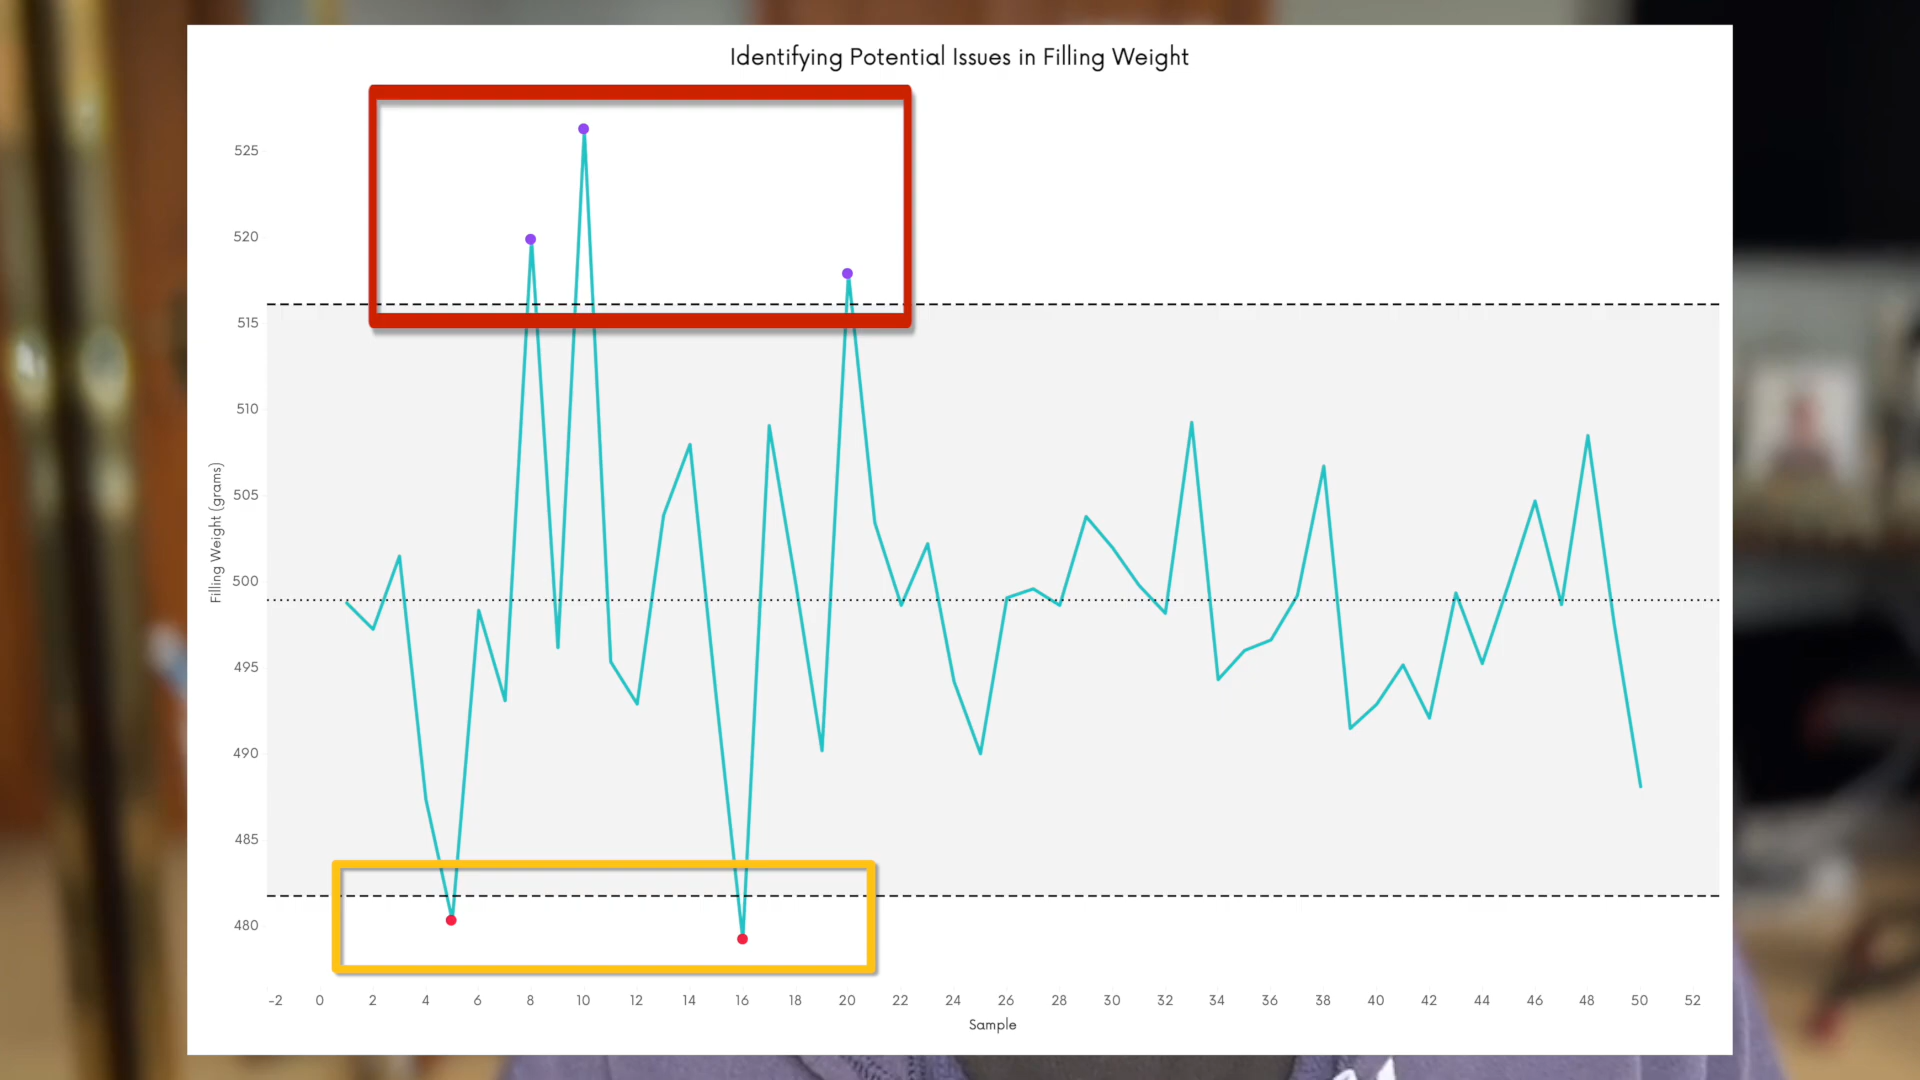 Identifying Potential Issues in Filling Weight
525
520
515
510
505
500
495
490
485
480
Filling Weight (grams)
-2 0 2 4 6 8 10 12 14 16 18 20 22 24 26 28 30 32 34 36 38 40 42 44 46 48 50 52
Sample